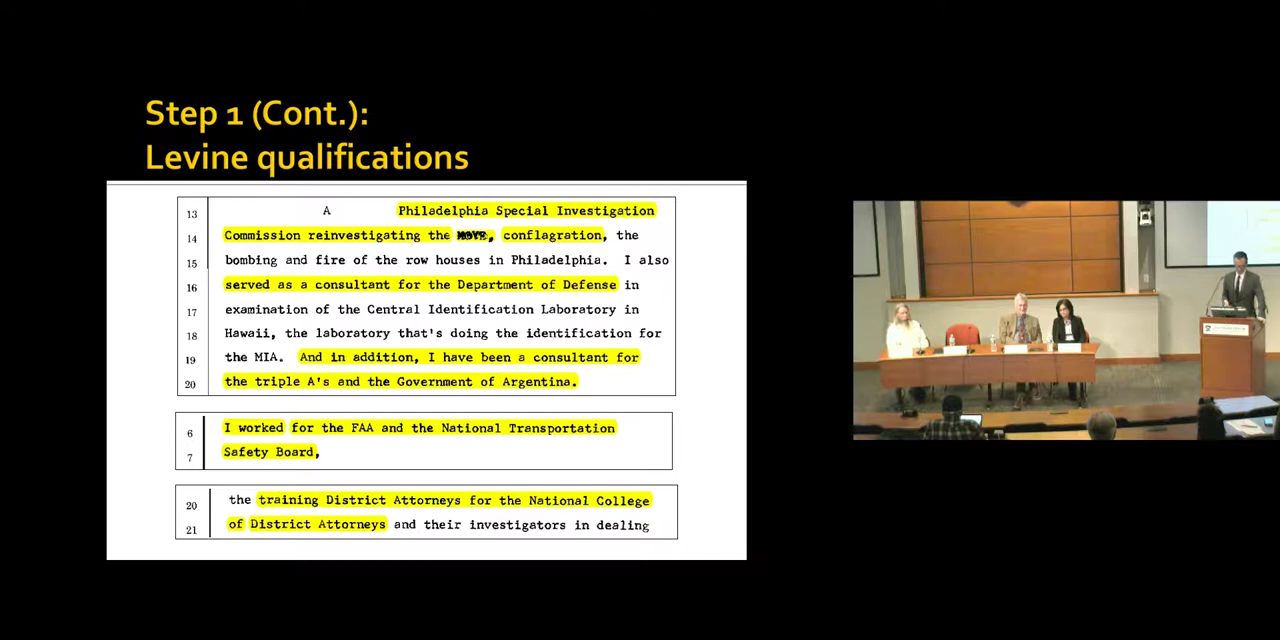 Step 1 (Cont.):
Levine qualifications
13 A Philadelphia Special Investigation
14 Commission reinvestigating the MOVE, conflagration, the
15 bombing and fire of the row houses in Philadelphia. I also
16 served as a consultant for the Department of Defense in
17 examination of the Central Identification Laboratory in
18 Hawaii, the laboratory that's doing the identification for
19 the MIA. And in addition, I have been a consultant for
20 the triple A's and the Government of Argentina.
6 I worked for the FAA and the National Transportation
7 Safety Board,
20 the training District Attorneys for the National College
21 of District Attorneys and their investigators in dealing